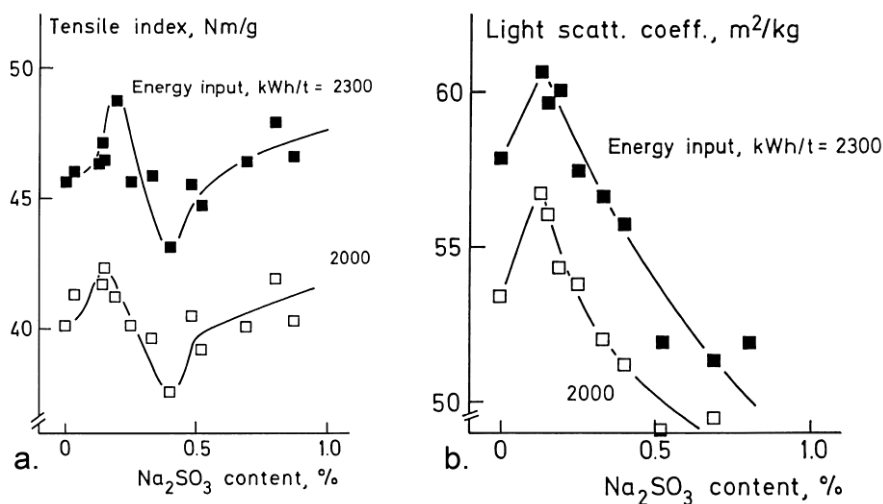 Tensile index, Nm/g
50
Energy input, kWh/t = 2300
45
2000
40
0
0.5
1.0
a.
Na₂SO₃ content, %
Light scatt. coeff., m²/kg
60
Energy input, kWh/t = 2300
55
2000
50
0
0.5
1.0
b.
Na₂SO₃ content, %